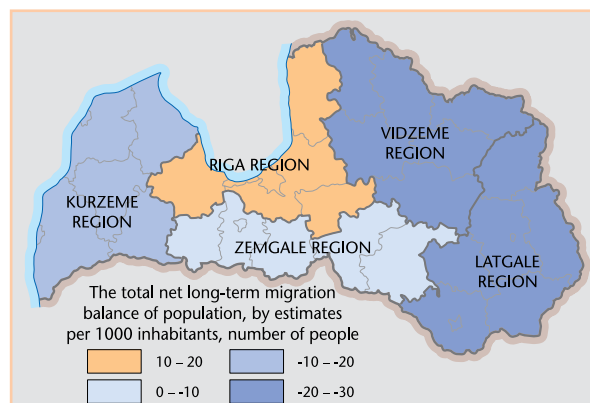 VIDZEME
REGION
RIGA REGION
KURZEME
REGION
ZEMGALE REGION
LATGALE
REGION
The total net long-term migration
balance of population, by estimates
per 1000 inhabitants, number of people
10 – 20
-10 – -20
0 – -10
-20 – -30